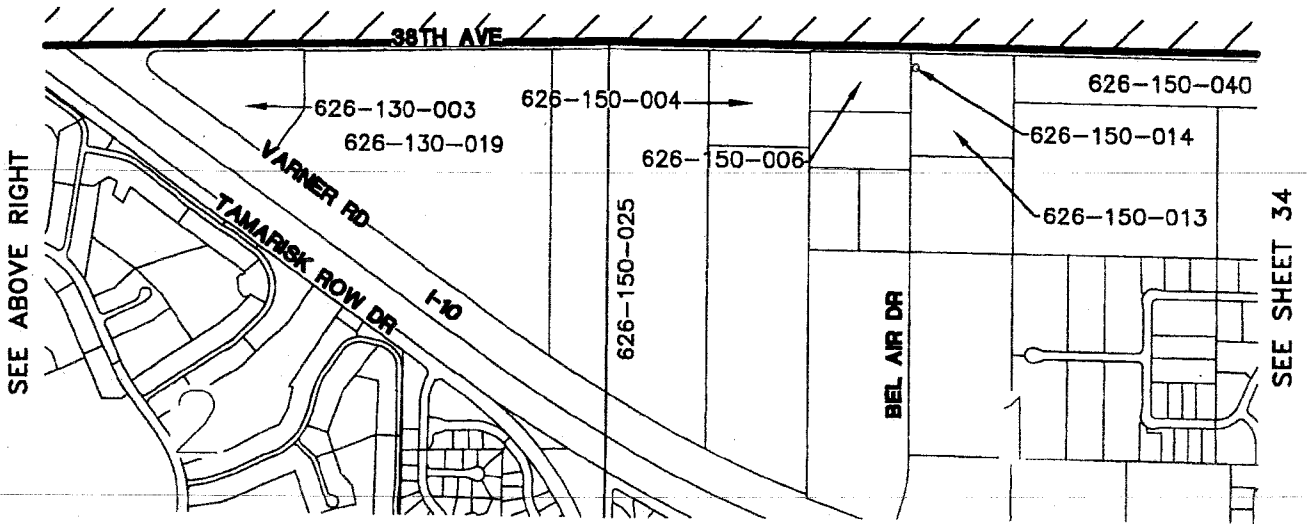 38TH AVE
626-130-003
626-130-019
626-150-004
626-150-006
626-150-040
626-150-014
626-150-013
626-150-025
VARNER RD
TAMARISK ROW DR
I-10
BEL AIR DR
SEE ABOVE RIGHT
SEE SHEET 34